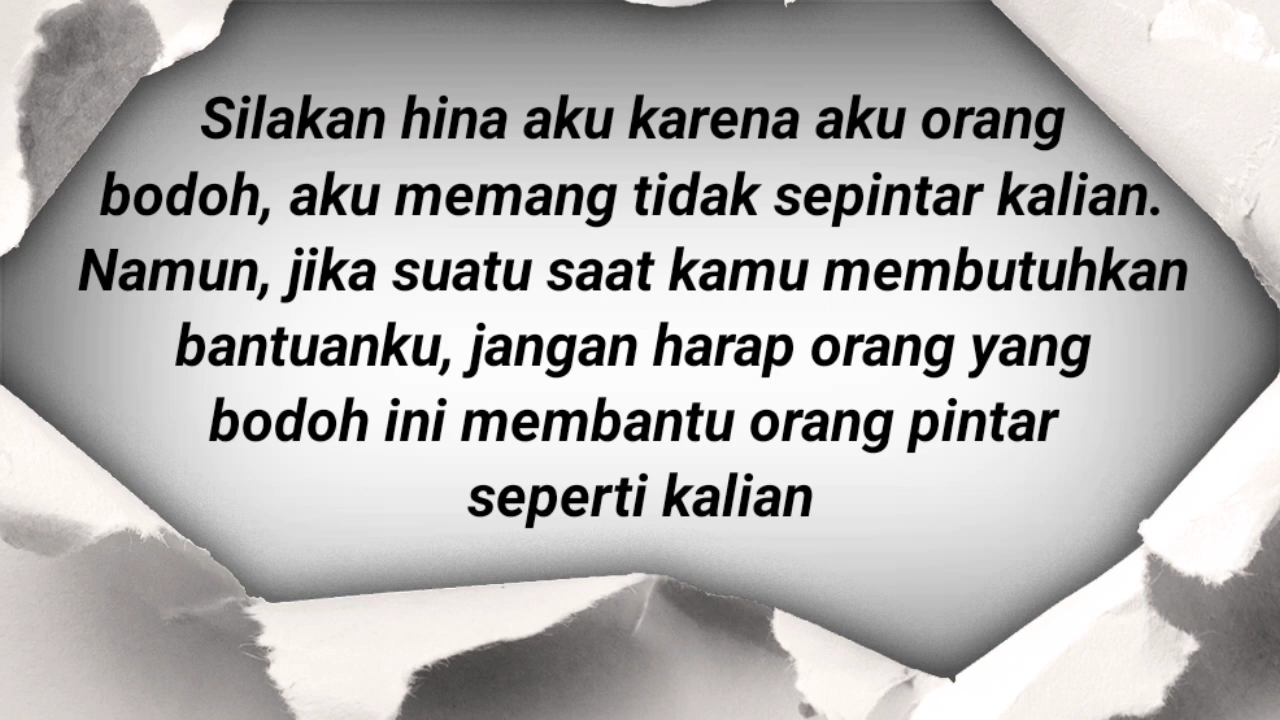 Silakan hina aku karena aku orang
bodoh, aku memang tidak sepintar kalian.
Namun, jika suatu saat kamu membutuhkan
bantuanku, jangan harap orang yang
bodoh ini membantu orang pintar
seperti kalian